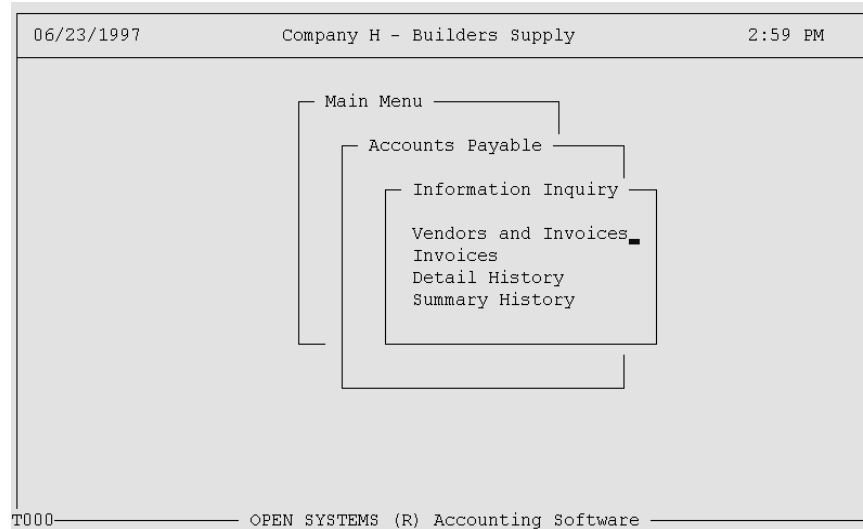 06/23/1997 Company H - Builders Supply 2:59 PM
Main Menu
Accounts Payable
Information Inquiry
Vendors and Invoices
Invoices
Detail History
Summary History
T000 OPEN SYSTEMS (R) Accounting Software